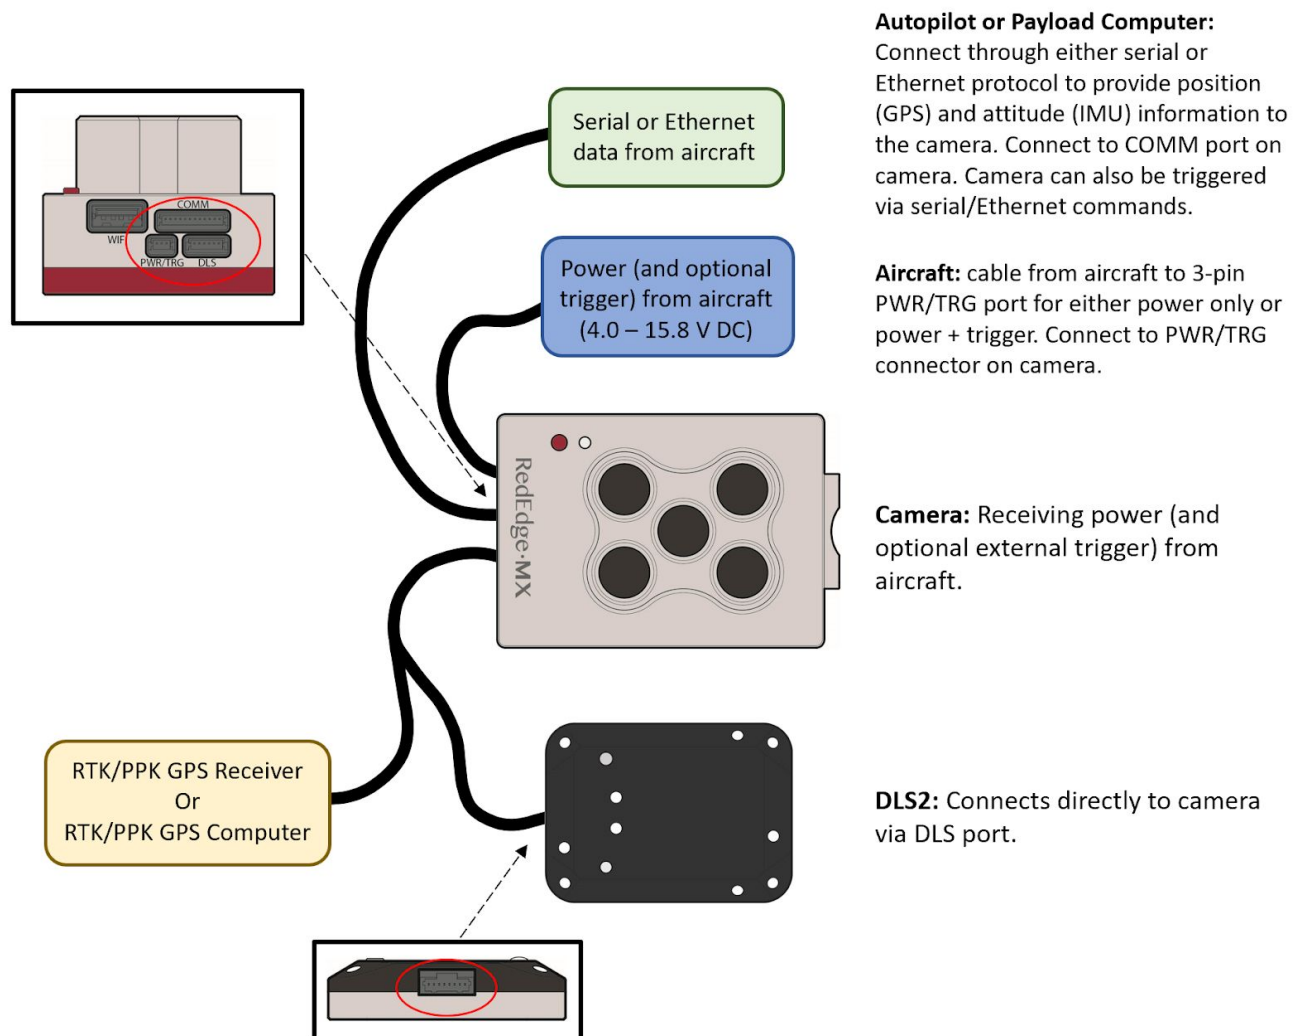 Autopilot or Payload Computer:
Connect through either serial or
Ethernet protocol to provide position
(GPS) and attitude (IMU) information to
the camera. Connect to COMM port on
camera. Camera can also be triggered
via serial/Ethernet commands.
Serial or Ethernet
data from aircraft
COMM
WIFI
PWR/TRG
DLS
Power (and optional
trigger) from aircraft
(4.0 – 15.8 V DC)
Aircraft: cable from aircraft to 3-pin
PWR/TRG port for either power only or
power + trigger. Connect to PWR/TRG
connector on camera.
RedEdge·MX
Camera: Receiving power (and
optional external trigger) from
aircraft.
RTK/PPK GPS Receiver
Or
RTK/PPK GPS Computer
DLS2: Connects directly to camera
via DLS port.